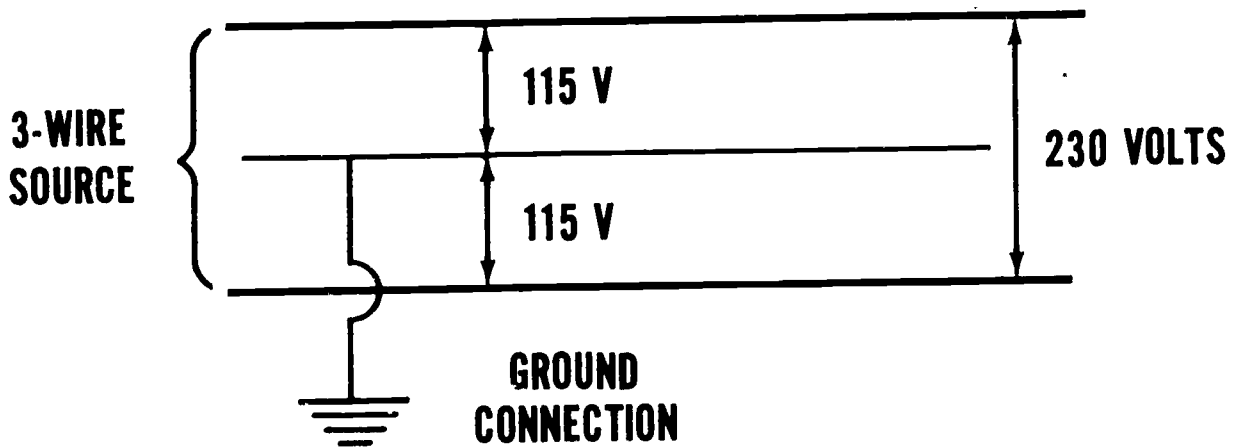 115 V
3-WIRE
SOURCE
230 VOLTS
115 V
GROUND
CONNECTION